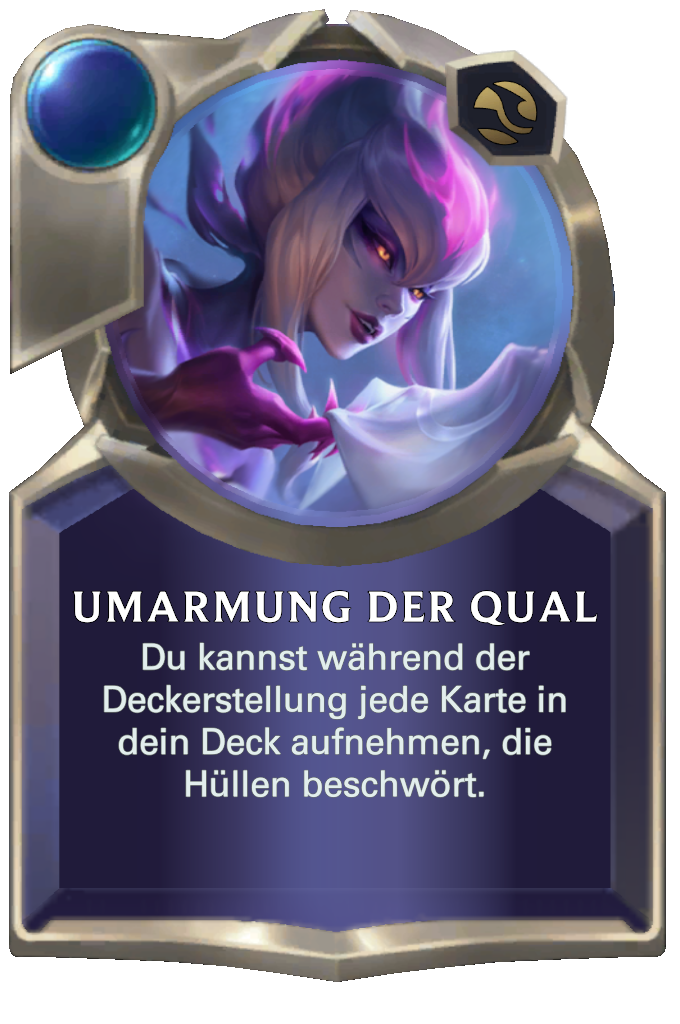 UMARMUNG DER QUAL
Du kannst während der
Deckerstellung jede Karte in
dein Deck aufnehmen, die
Hüllen beschwört.